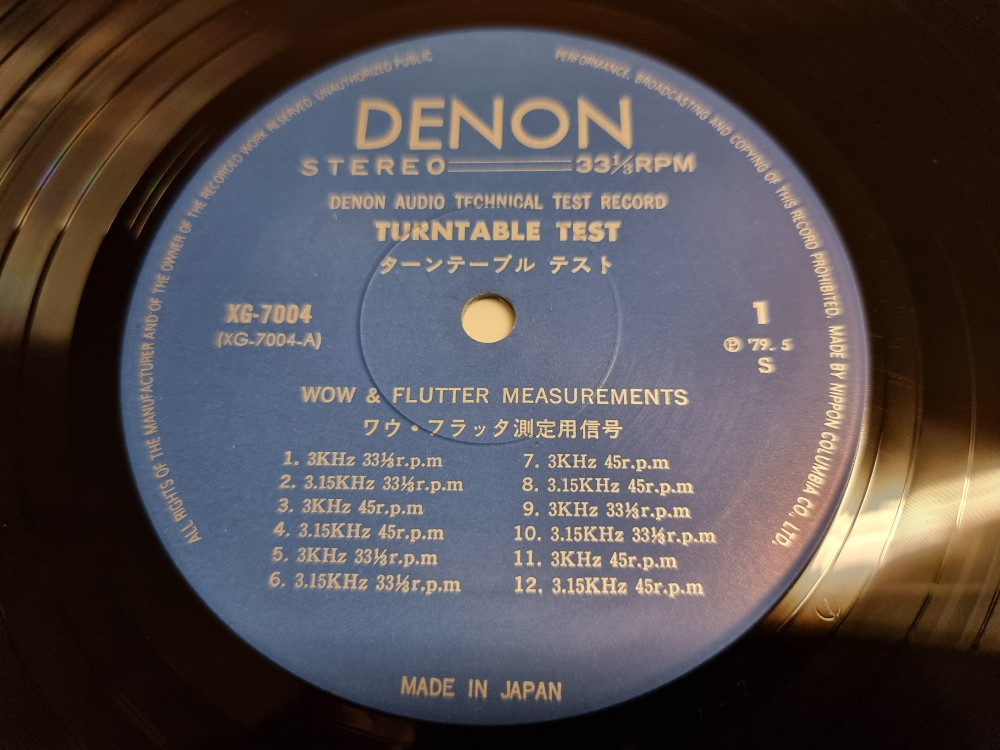 ALL RIGHTS OF THE MANUFACTURER AND OF THE OWNER OF THE RECORDED WORK RESERVED. UNAUTHORIZED PUBLIC PERFORMANCE. BROADCASTING AND COPYING OF THIS RECORD PROHIBITED. MADE BY NIPPON COLUMBIA CO., LTD.
DENON
STEREO 33⅓RPM
DENON AUDIO TECHNICAL TEST RECORD
TURNTABLE TEST
ターンテーブル テスト
XG-7004 1
(XG-7004-A) Ⓟ '79. 5
S
WOW & FLUTTER MEASUREMENTS
ワウ・フラッタ測定用信号
1. 3KHz 33⅓r.p.m
2. 3.15KHz 33⅓r.p.m
3. 3KHz 45r.p.m
4. 3.15KHz 45r.p.m
5. 3KHz 33⅓r.p.m
6. 3.15KHz 33⅓r.p.m
7. 3KHz 45r.p.m
8. 3.15KHz 45r.p.m
9. 3KHz 33⅓r.p.m
10. 3.15KHz 33⅓r.p.m
11. 3KHz 45r.p.m
12. 3.15KHz 45r.p.m
MADE IN JAPAN